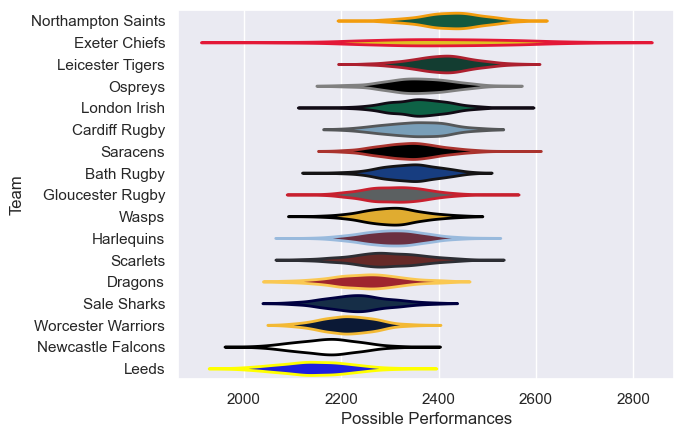 Northampton Saints
Exeter Chiefs
Leicester Tigers
Ospreys
London Irish
Cardiff Rugby
Saracens
Bath Rugby
Gloucester Rugby
Wasps
Harlequins
Scarlets
Dragons
Sale Sharks
Worcester Warriors
Newcastle Falcons
Leeds
Team
2000 2200 2400 2600 2800
Possible Performances